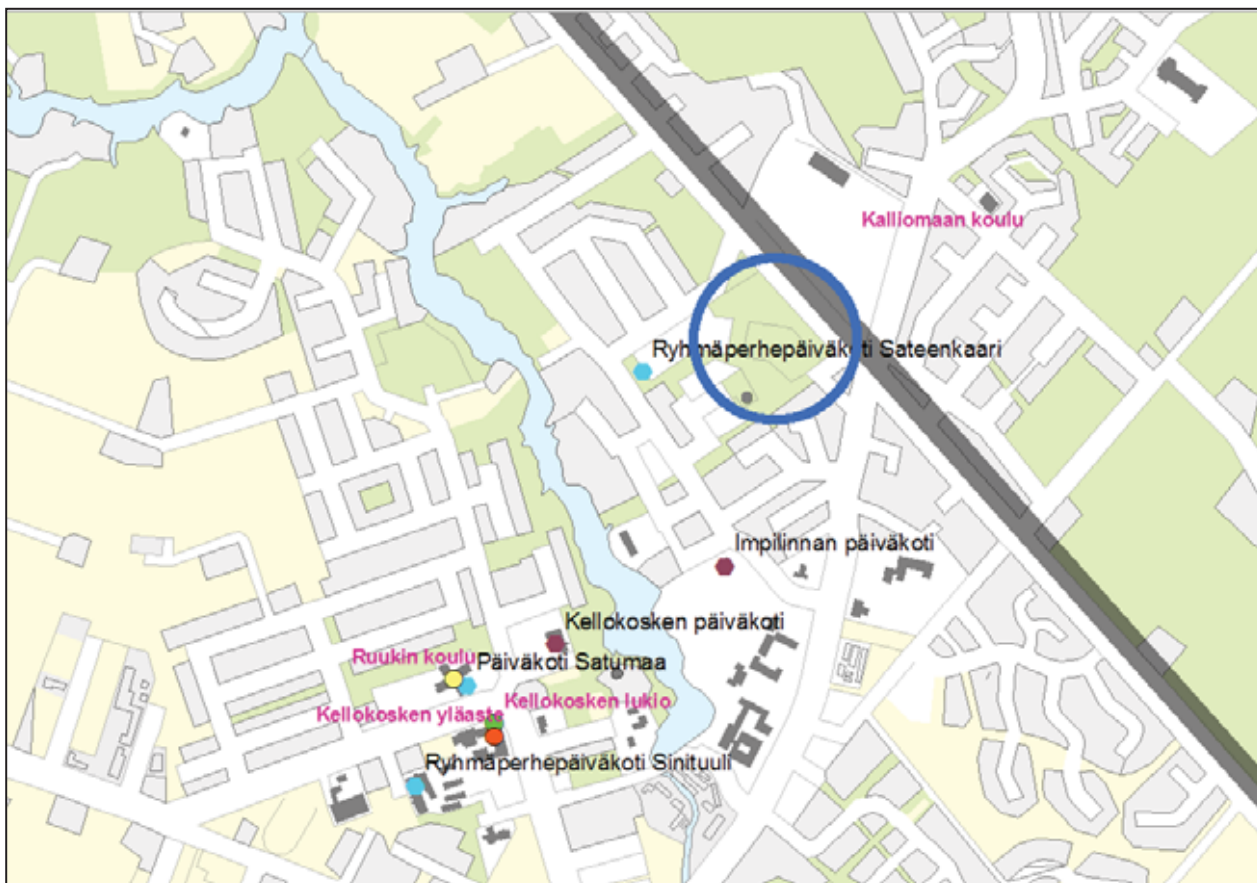 Kalliomaan koulu
Ryhmäperhepäiväkoti Sateenkaari
Impilinnan päiväkoti
Kellokosken päiväkoti
Ruukin koulu
Päiväkoti Satumaa
Kellokosken lukio
Kellokosken yläaste
Ryhmäperhepäiväkoti Sinituuli